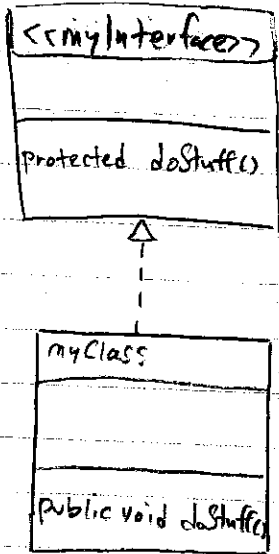 <<myInterface>>
protected doStuff()
myClass
public void doStuff()